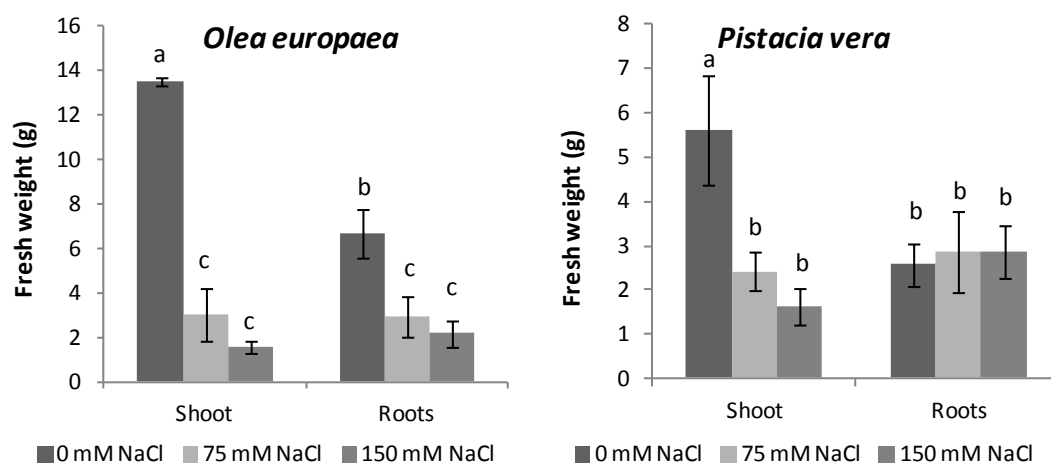 Olea europaea
Fresh weight (g)
16
14
12
10
8
6
4
2
0
a
c
c
b
c
c
Shoot
Roots
0 mM NaCl 75 mM NaCl 150 mM NaCl
Pistacia vera
Fresh weight (g)
8
7
6
5
4
3
2
1
0
a
b
b
b
b
b
Shoot
Roots
0 mM NaCl 75 mM NaCl 150 mM NaCl